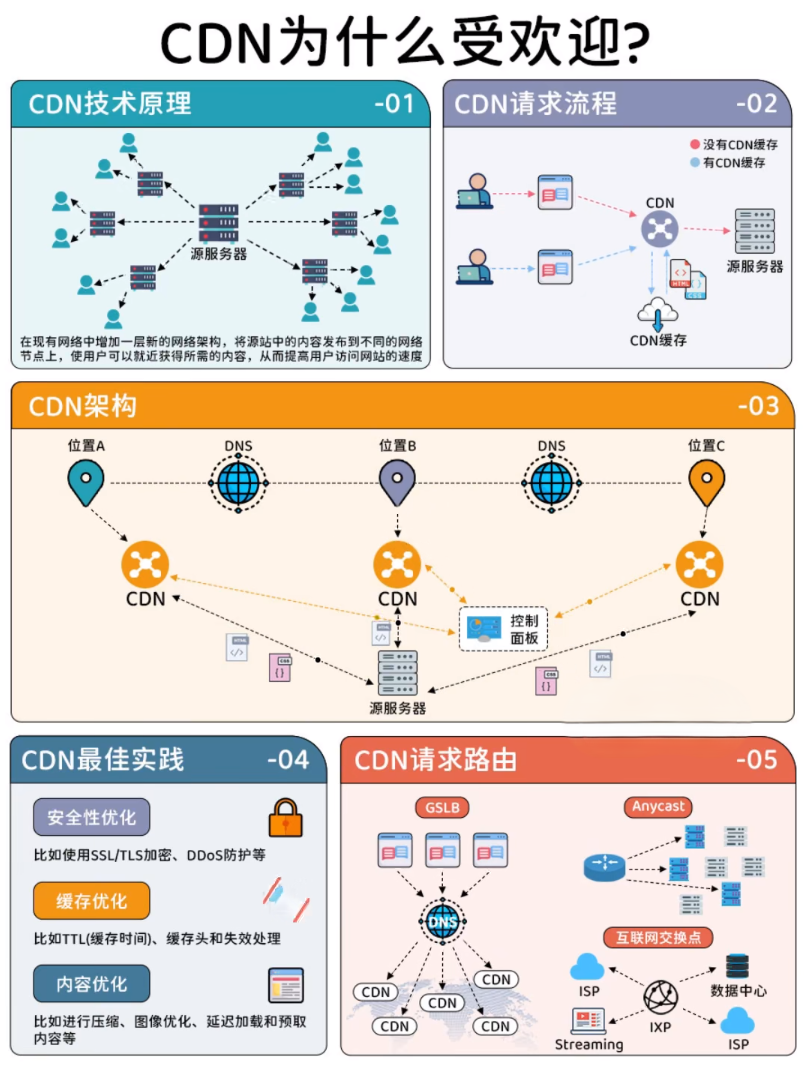 CDN为什么受欢迎?
CDN技术原理
-01
源服务器
在现有网络中增加一层新的网络架构，将源站中的内容发布到不同的网络
节点上，使用户可以就近获得所需的内容，从而提高用户访问网站的速度
CDN请求流程
-02
没有CDN缓存
有CDN缓存
CDN
源服务器
HTML
CSS
CDN缓存
CDN架构
-03
位置A
DNS
位置B
DNS
位置C
CDN
CDN
CDN
控制
面板
HTML
HTML
HTML
CSS
CSS
源服务器
CDN最佳实践
-04
安全性优化
比如使用SSL/TLS加密、DDoS防护等
缓存优化
比如TTL(缓存时间)、缓存头和失效处理
内容优化
比如进行压缩、图像优化、延迟加载和预取
内容等
CDN请求路由
-05
GSLB
DNS
CDN
CDN
CDN
CDN
CDN
Anycast
互联网交换点
ISP
数据中心
IXP
Streaming
ISP